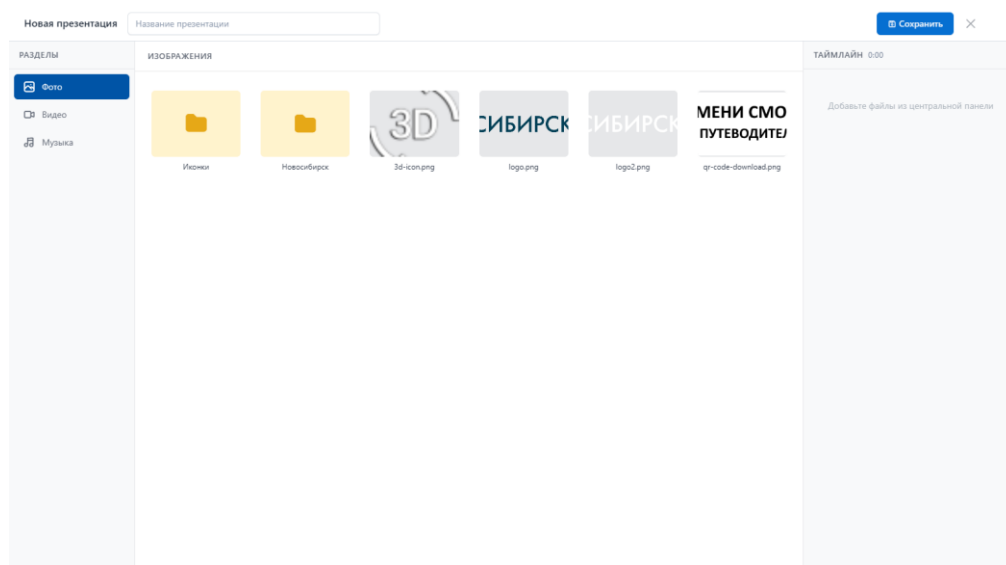 Новая презентация
Название презентации
Сохранить
РАЗДЕЛЫ
Фото
Видео
Музыка
ИЗОБРАЖЕНИЯ
3D
СИБИРСК
СИБИРСК
МЕНИ СМО
ПУТЕВОДИТЕЛ
Иконки
Новосибирск
3d-icon.png
logo.png
logo2.png
qr-code-download.png
ТАЙМЛАЙН 0:00
Добавьте файлы из центральной панели